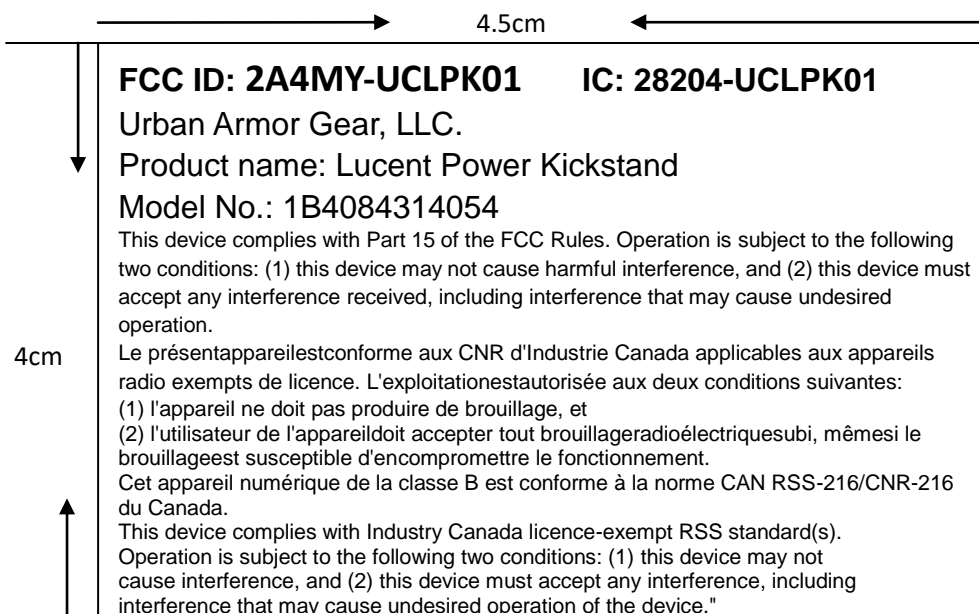 4.5cm
FCC ID: 2A4MY-UCLPK01 IC: 28204-UCLPK01
Urban Armor Gear, LLC.
Product name: Lucent Power Kickstand
Model No.: 1B4084314054
This device complies with Part 15 of the FCC Rules. Operation is subject to the following
two conditions: (1) this device may not cause harmful interference, and (2) this device must
accept any interference received, including interference that may cause undesired
operation.
4cm
Le présentappareilestconforme aux CNR d'Industrie Canada applicables aux appareils
radio exempts de licence. L'exploitationestautorisée aux deux conditions suivantes:
(1) l'appareil ne doit pas produire de brouillage, et
(2) l'utilisateur de l'appareildoit accepter tout brouillageradioélectriquesubi, mêmesi le
brouillageest susceptible d'encompromettre le fonctionnement.
Cet appareil numérique de la classe B est conforme à la norme CAN RSS-216/CNR-216
du Canada.
This device complies with Industry Canada licence-exempt RSS standard(s).
Operation is subject to the following two conditions: (1) this device may not
cause interference, and (2) this device must accept any interference, including
interference that may cause undesired operation of the device."